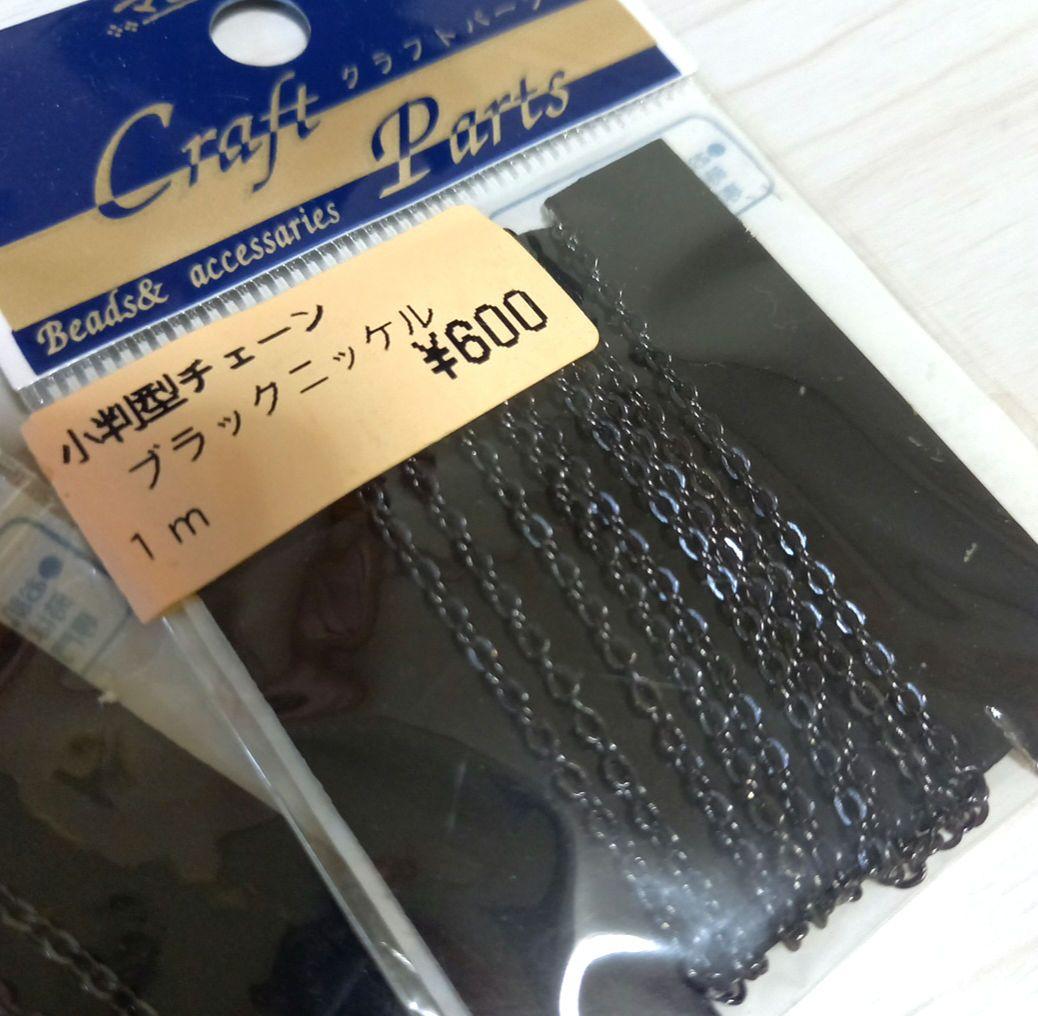 クラフトパーツ
Craft Parts
Beads& accessaries
小判型チェーン
ブラックニッケル
¥600
1m